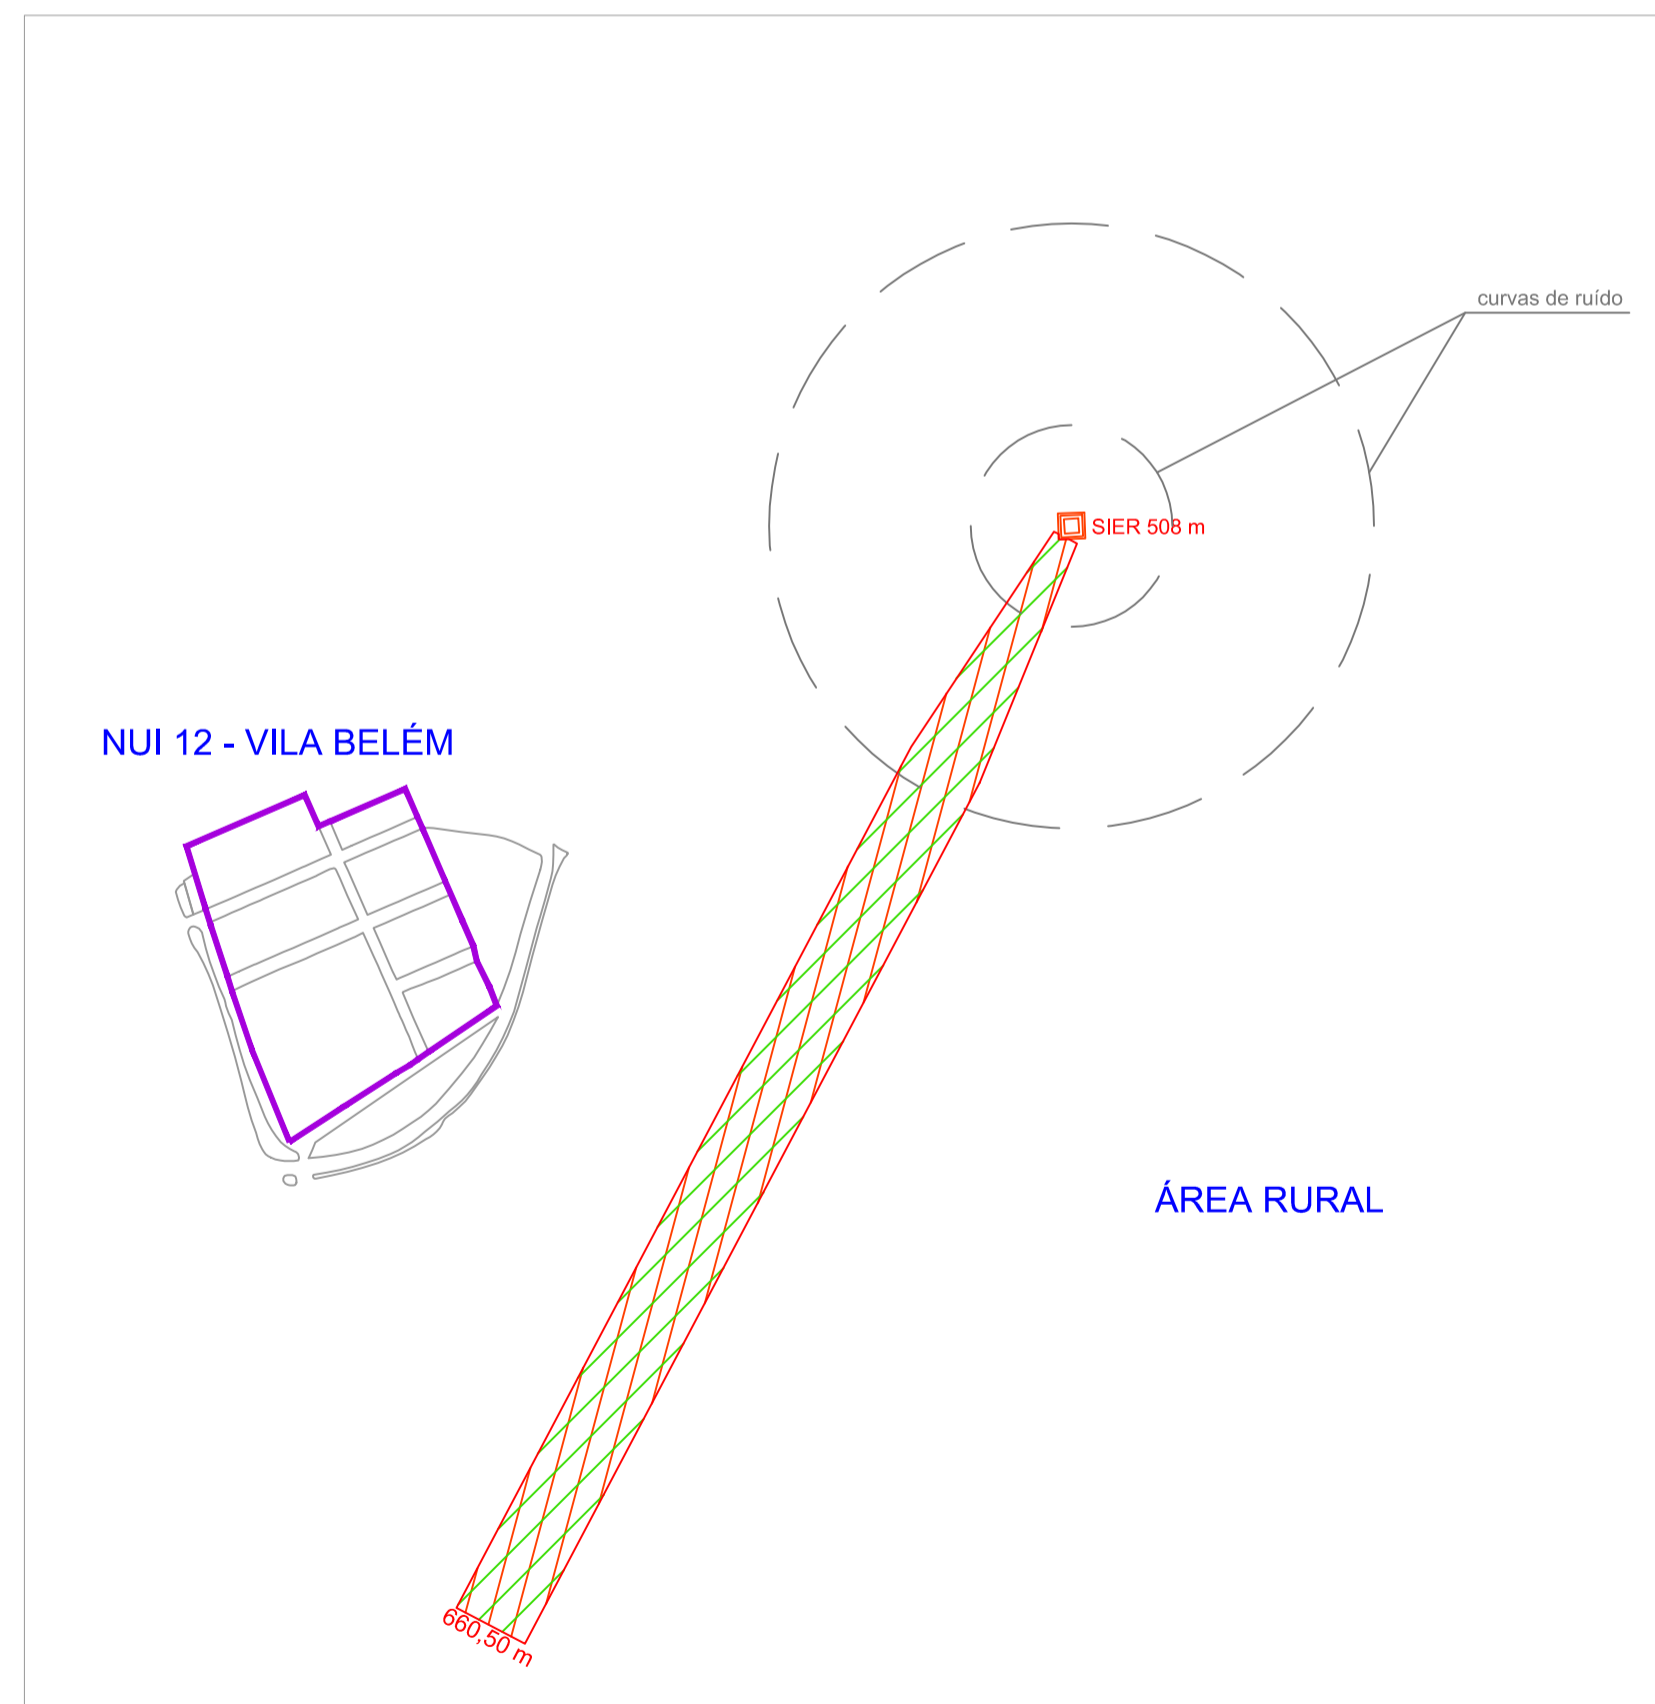 curvas de ruído
SIER 508 m
NUI 12 - VILA BELÉM
ÁREA RURAL
660,50 m